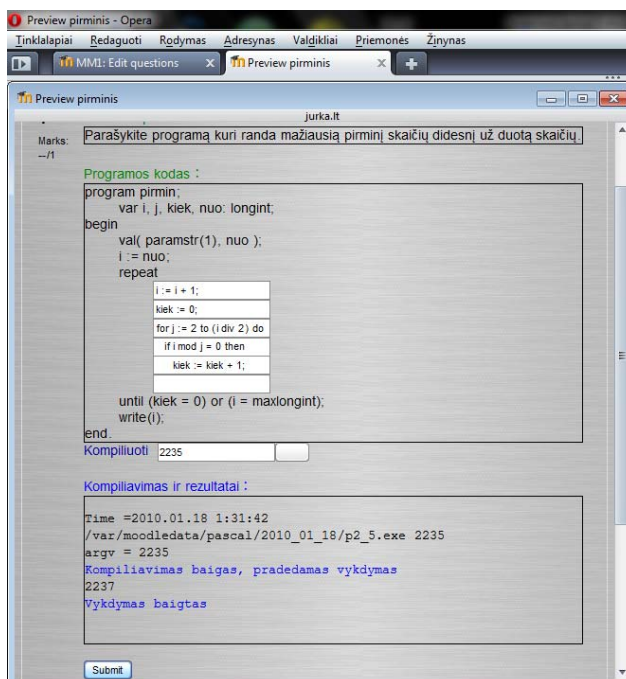 Preview pirminis - Opera
Tinklalapiai Redaguoti Rodymas Adresynas Valdikliai Priemonės Žinynas
MM1: Edit questions x Preview pirminis x +
Preview pirminis
jurka.lt
Marks: Parašykite programą kuri randa mažiausią pirminį skaičių didesnį už duotą skaičių.
--/1
Programos kodas :
program pirmin;
var i, j, kiek, nuo: longint;
begin
val( paramstr(1), nuo );
i := nuo;
repeat
i := i + 1;
kiek := 0;
for j := 2 to (i div 2) do
if i mod j = 0 then
kiek := kiek + 1;
until (kiek = 0) or (i = maxlongint);
write(i);
end.
Kompiliuoti 2235
Kompiliavimas ir rezultatai :
Time =2010.01.18 1:31:42
/var/moodledata/pascal/2010_01_18/p2_5.exe 2235
argv = 2235
Kompiliavimas baigas, pradedamas vykdymas
2237
Vykdymas baigtas
Submit